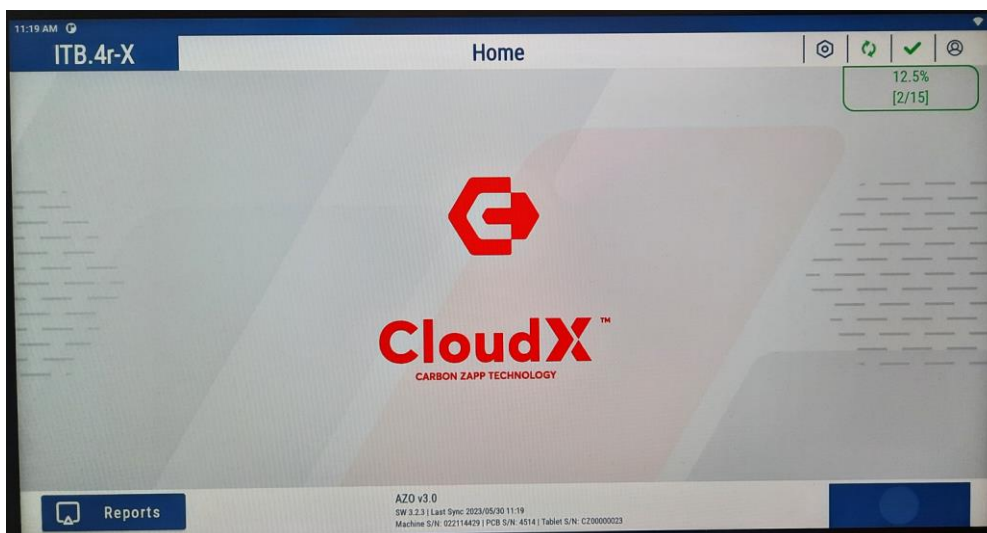 11:19 AM
ITB.4r-X
Home
12.5%
[2/15]
CloudX™
CARBON ZAPP TECHNOLOGY
Reports
AZO v3.0
SW 3.2.3 | Last Sync 2023/05/30 11:19
Machine S/N: 022114429 | PCB S/N: 4514 | Tablet S/N: CZ00000023